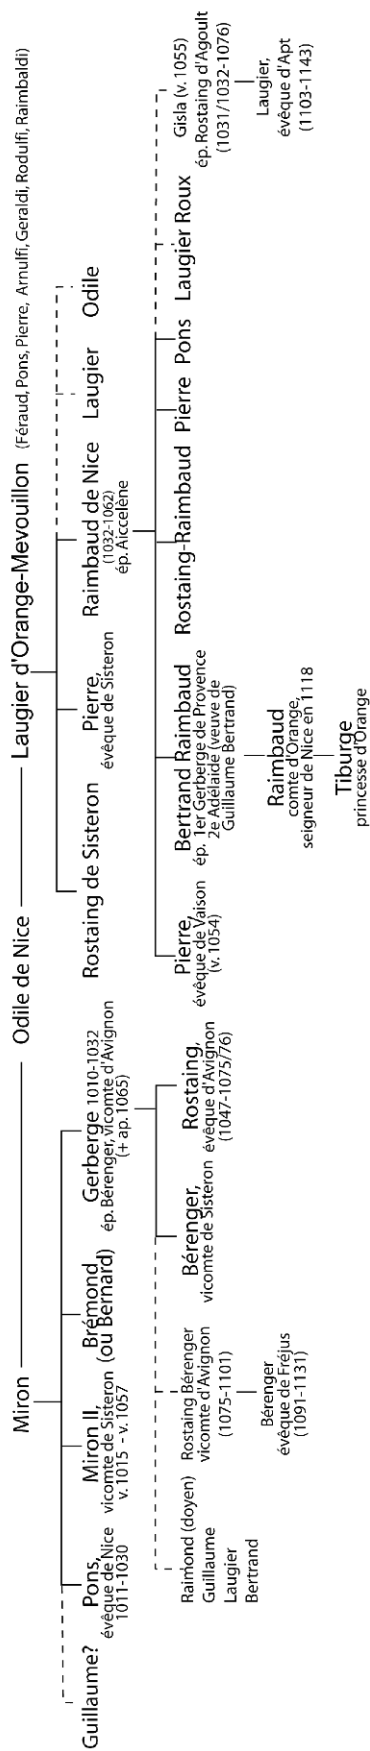 Miron
Odile de Nice
Laugier d'Orange-Mevouillon (Féraud, Pons, Pierre, Arnulfi, Geraldi, Rodulfi, Raimbaldi)
Guillaume?
Pons,
évêque de Nice
1011-1030
Miron II,
vicomte de Sisteron
v.1015 - v.1057
Brémond
(ou Bernard)
Gerberge 1010-1032
ép. Bérenger, vicomte d'Avignon
(+ ap.1065)
Rostaing de Sisteron
Pierre,
évêque de Sisteron
Raimbaud de Nice
(1032-1062)
ép. Aiccelène
Laugier
Odile
Raimond (doyen)
Guillaume
Laugier
Bertrand
Rostaing Bérenger
vicomte d'Avignon
(1075-1101)
Bérenger
évêque de Fréjus
(1091-1131)
Bérenger,
vicomte de Sisteron
Rostaing,
évêque d'Avignon
(1047-1075/76)
Pierre,
évêque de Vaison
(v.1054)
Bertrand Raimbaud
ép. 1er Gerberge de Provence
2e Adélaide (veuve de
Guillaume Bertrand)
Raimbaud
comte d'Orange,
seigneur de Nice en 1118
Tiburge
princesse d'Orange
Rostaing-Raimbaud
Pierre
Pons
Laugier Roux
Gisla (v.1055)
ép. Rostaing d'Agoult
(1031/1032-1076)
Laugier,
évêque d'Apt
(1103-1143)